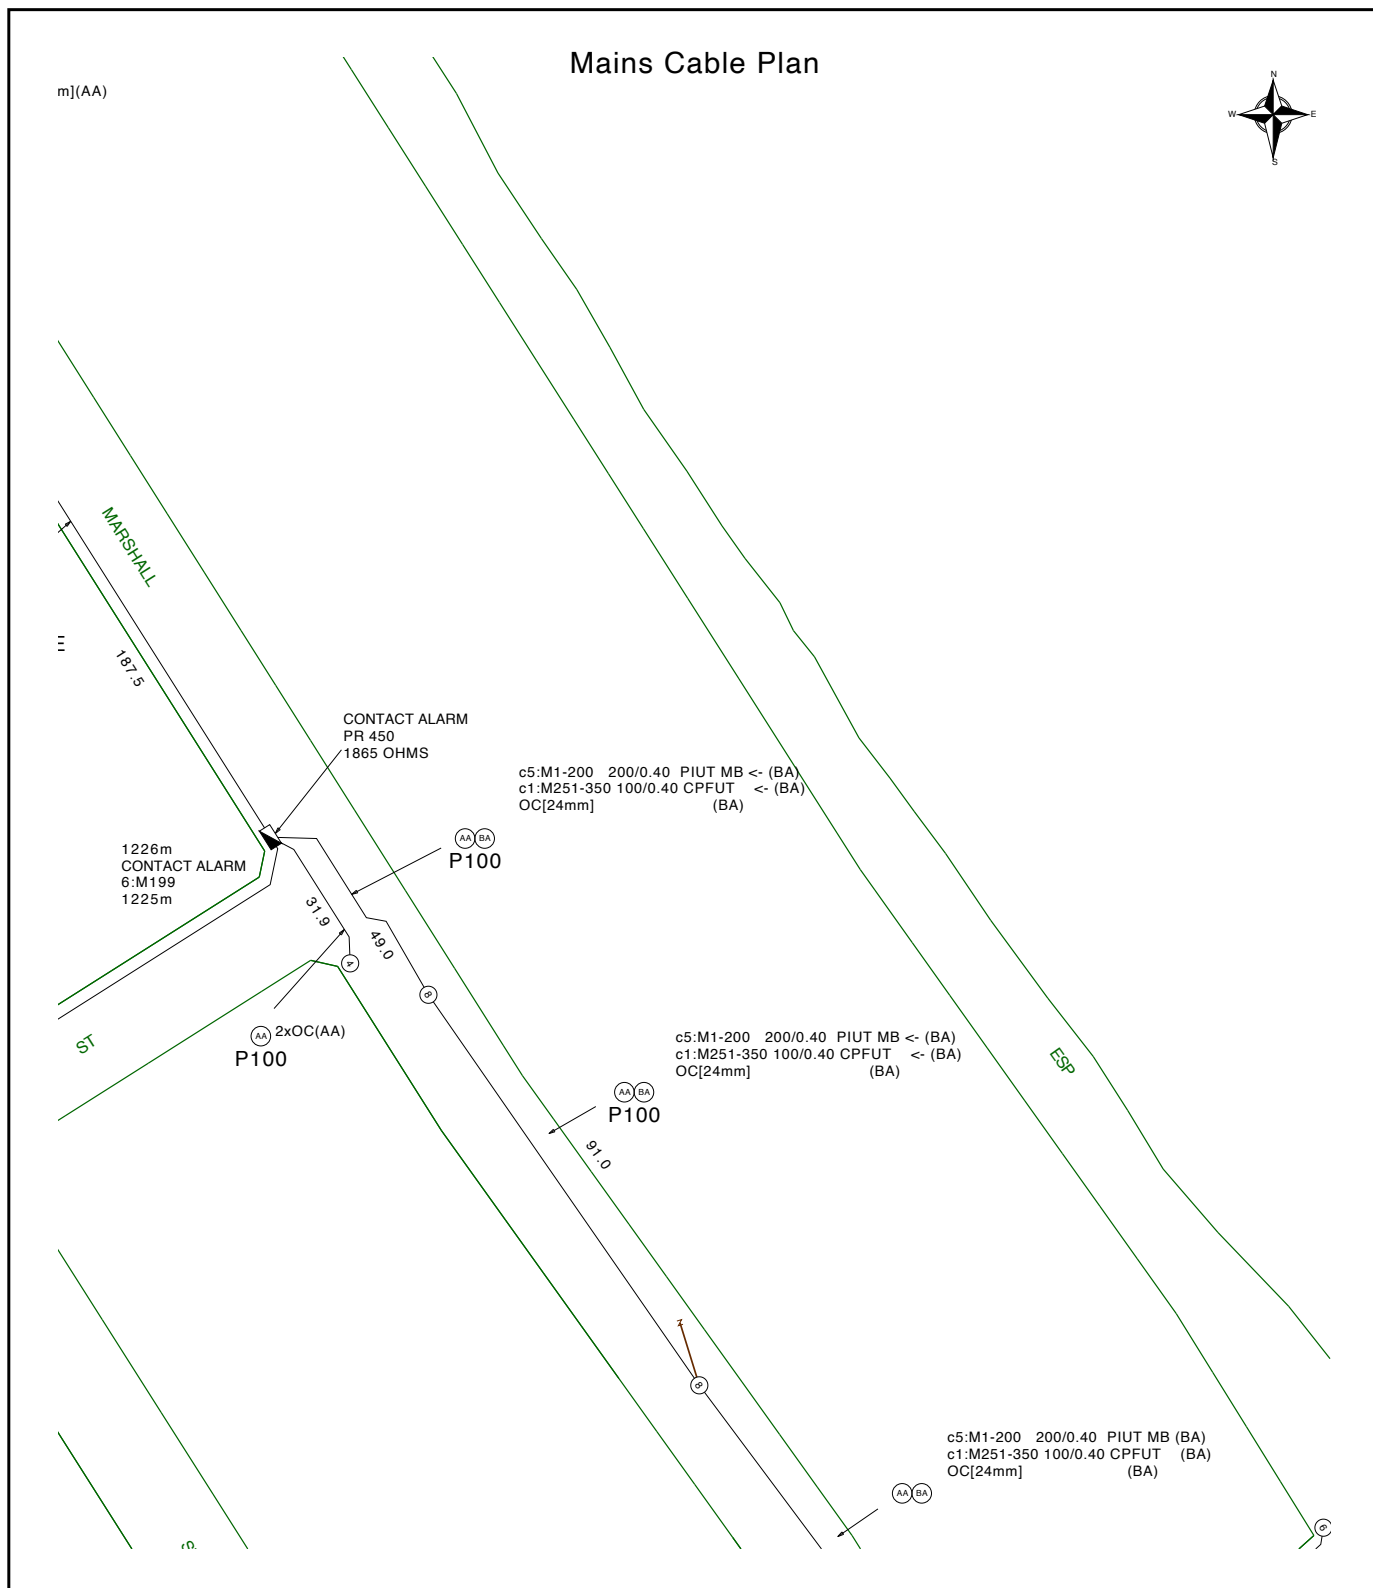 Mains Cable Plan
m](AA)
N
W
E
S
MARSHALL
E
187.5
CONTACT ALARM
PR 450
1865 OHMS
c5:M1-200 200/0.40 PIUT MB <- (BA)
c1:M251-350 100/0.40 CPFUT <- (BA)
OC[24mm] (BA)
AA BA
P100
1226m
CONTACT ALARM
6:M199
1225m
31.9
49.0
4
8
AA 2xOC(AA)
P100
ST
c5:M1-200 200/0.40 PIUT MB <- (BA)
c1:M251-350 100/0.40 CPFUT <- (BA)
OC[24mm] (BA)
ESP
AA BA
P100
91.0
8
c5:M1-200 200/0.40 PIUT MB (BA)
c1:M251-350 100/0.40 CPFUT (BA)
OC[24mm] (BA)
AA BA
6